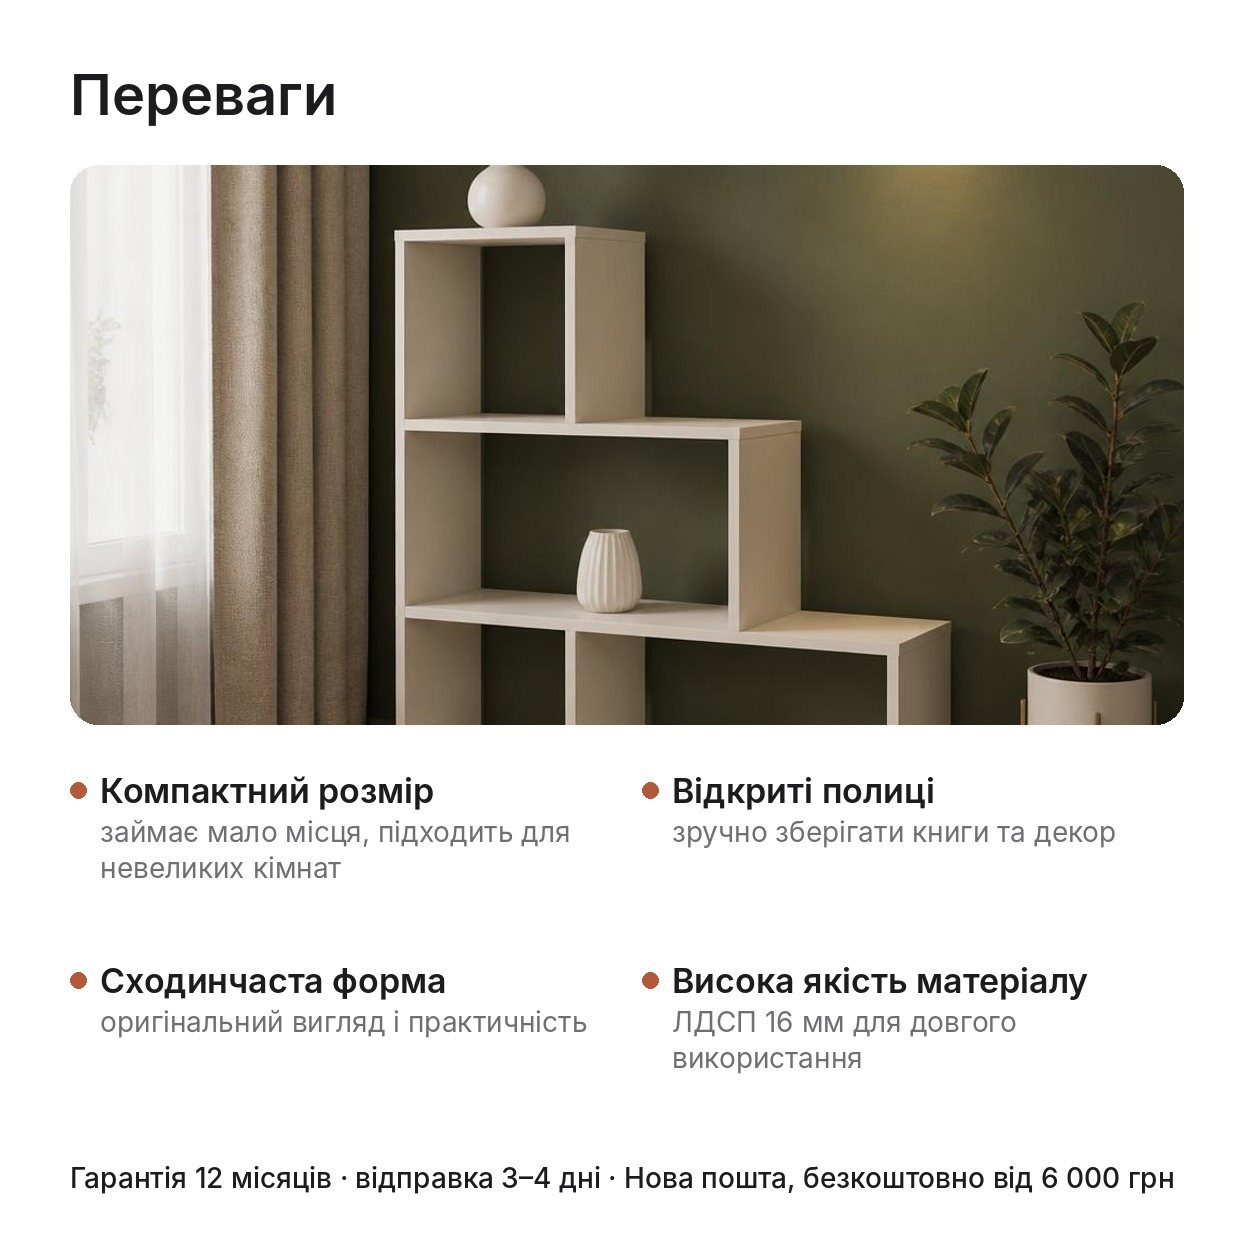 Переваги
Компактний розмір
займає мало місця, підходить для
невеликих кімнат
Відкриті полиці
зручно зберігати книги та декор
Сходинчаста форма
оригінальний вигляд і практичність
Висока якість матеріалу
ЛДСП 16 мм для довгого
використання
Гарантія 12 місяців · відправка 3–4 дні · Нова пошта, безкоштовно від 6 000 грн